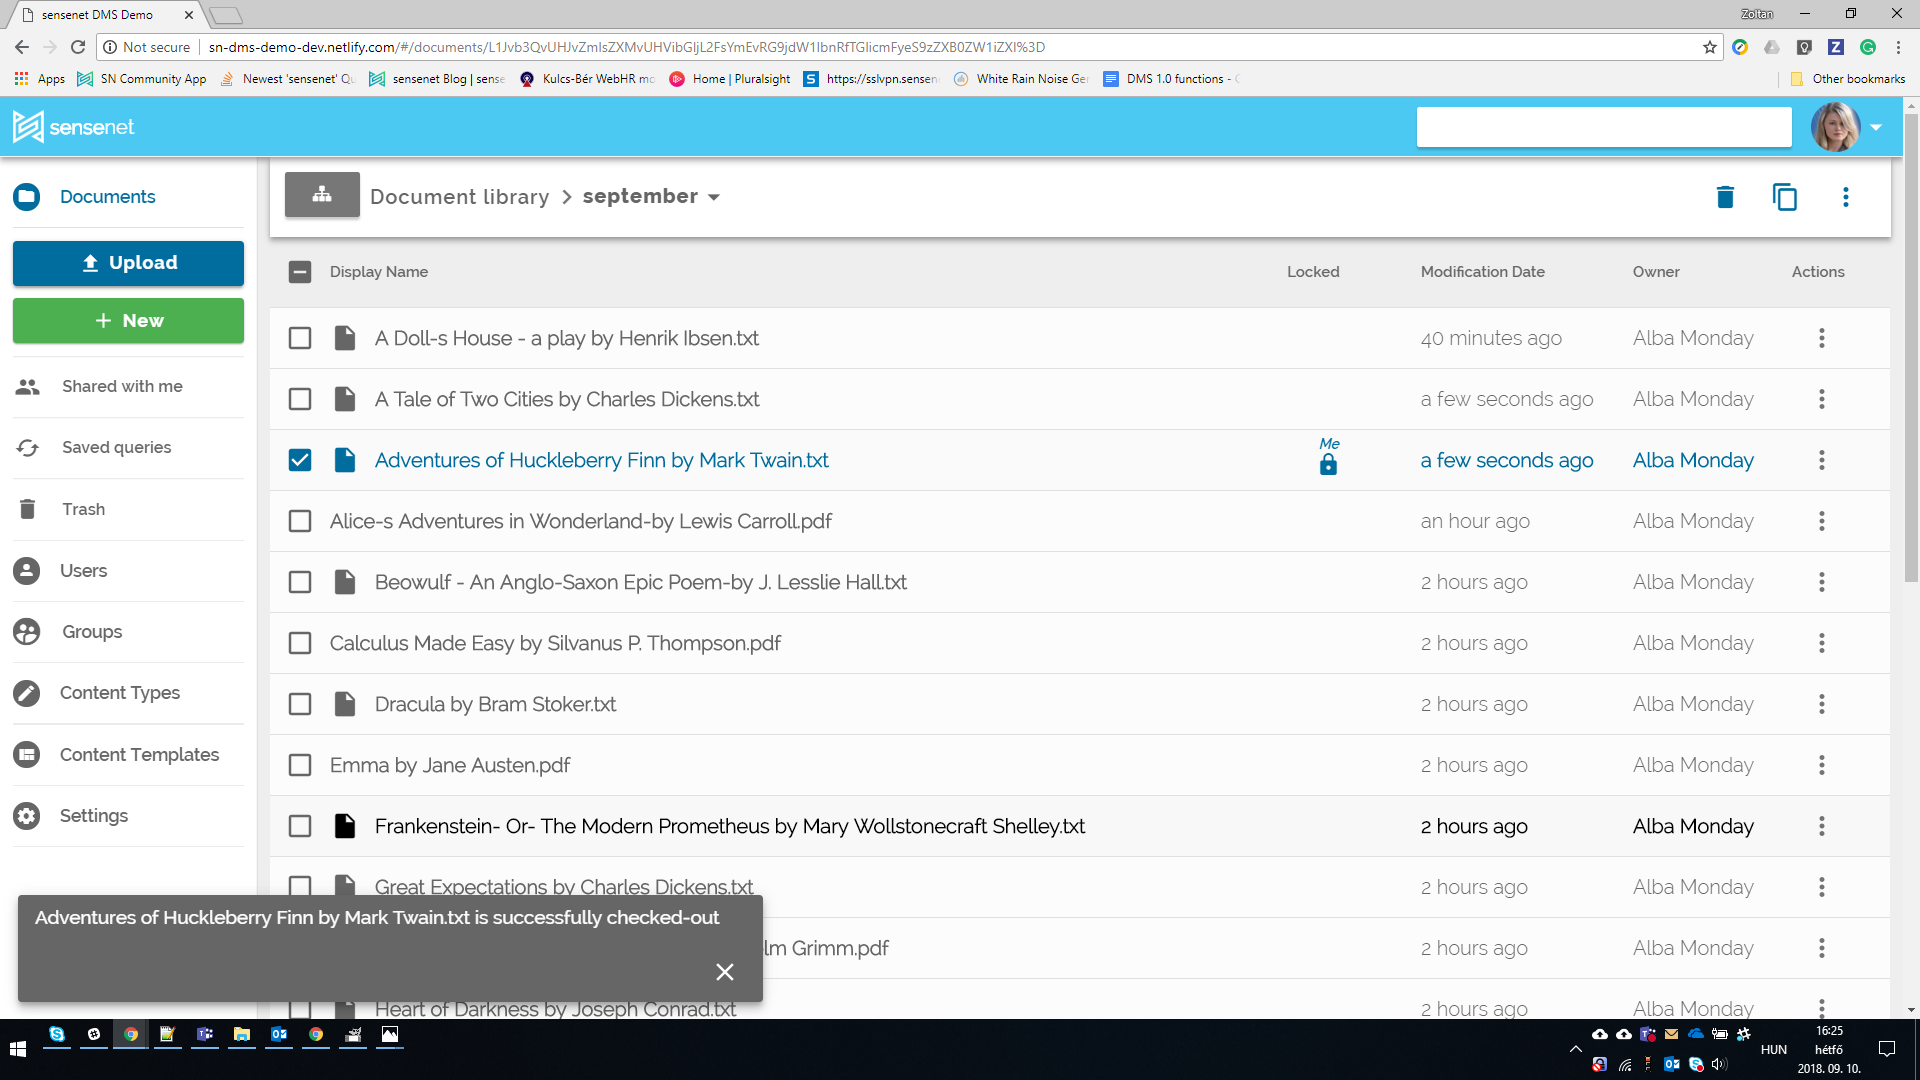 sensenet DMS Demo
Zoltan
Not secure
sn-dms-demo-dev.netlify.com/#/documents/L1Jvb3QvUHJvZmlsZXMvUHVibGljL2FsYmEvRG9jdW1lbnRfTGlicmFyeS9zZXB0ZW1iZXI%3D
Apps
SN Community App
Newest 'sensenet' Qu
sensenet Blog | sense
Kulcs-Bér WebHR mo
Home | Pluralsight
https://sslvpn.sensen
White Rain Noise Ger
DMS 1.0 functions -
Other bookmarks
sensenet
Documents
Document library > september
Upload
Display Name
Locked
Modification Date
Owner
Actions
New
A Doll-s House - a play by Henrik Ibsen.txt
40 minutes ago
Alba Monday
Shared with me
A Tale of Two Cities by Charles Dickens.txt
a few seconds ago
Alba Monday
Saved queries
Adventures of Huckleberry Finn by Mark Twain.txt
Me
a few seconds ago
Alba Monday
Trash
Alice-s Adventures in Wonderland-by Lewis Carroll.pdf
an hour ago
Alba Monday
Users
Beowulf - An Anglo-Saxon Epic Poem-by J. Lesslie Hall.txt
2 hours ago
Alba Monday
Groups
Calculus Made Easy by Silvanus P. Thompson.pdf
2 hours ago
Alba Monday
Content Types
Dracula by Bram Stoker.txt
2 hours ago
Alba Monday
Content Templates
Emma by Jane Austen.pdf
2 hours ago
Alba Monday
Settings
Frankenstein- Or- The Modern Prometheus by Mary Wollstonecraft Shelley.txt
2 hours ago
Alba Monday
Great Expectations by Charles Dickens.txt
2 hours ago
Alba Monday
Adventures of Huckleberry Finn by Mark Twain.txt is successfully checked-out
lm Grimm.pdf
2 hours ago
Alba Monday
Heart of Darkness by Joseph Conrad.txt
2 hours ago
Alba Monday
HUN
16:25
hétfő
2018. 09. 10.